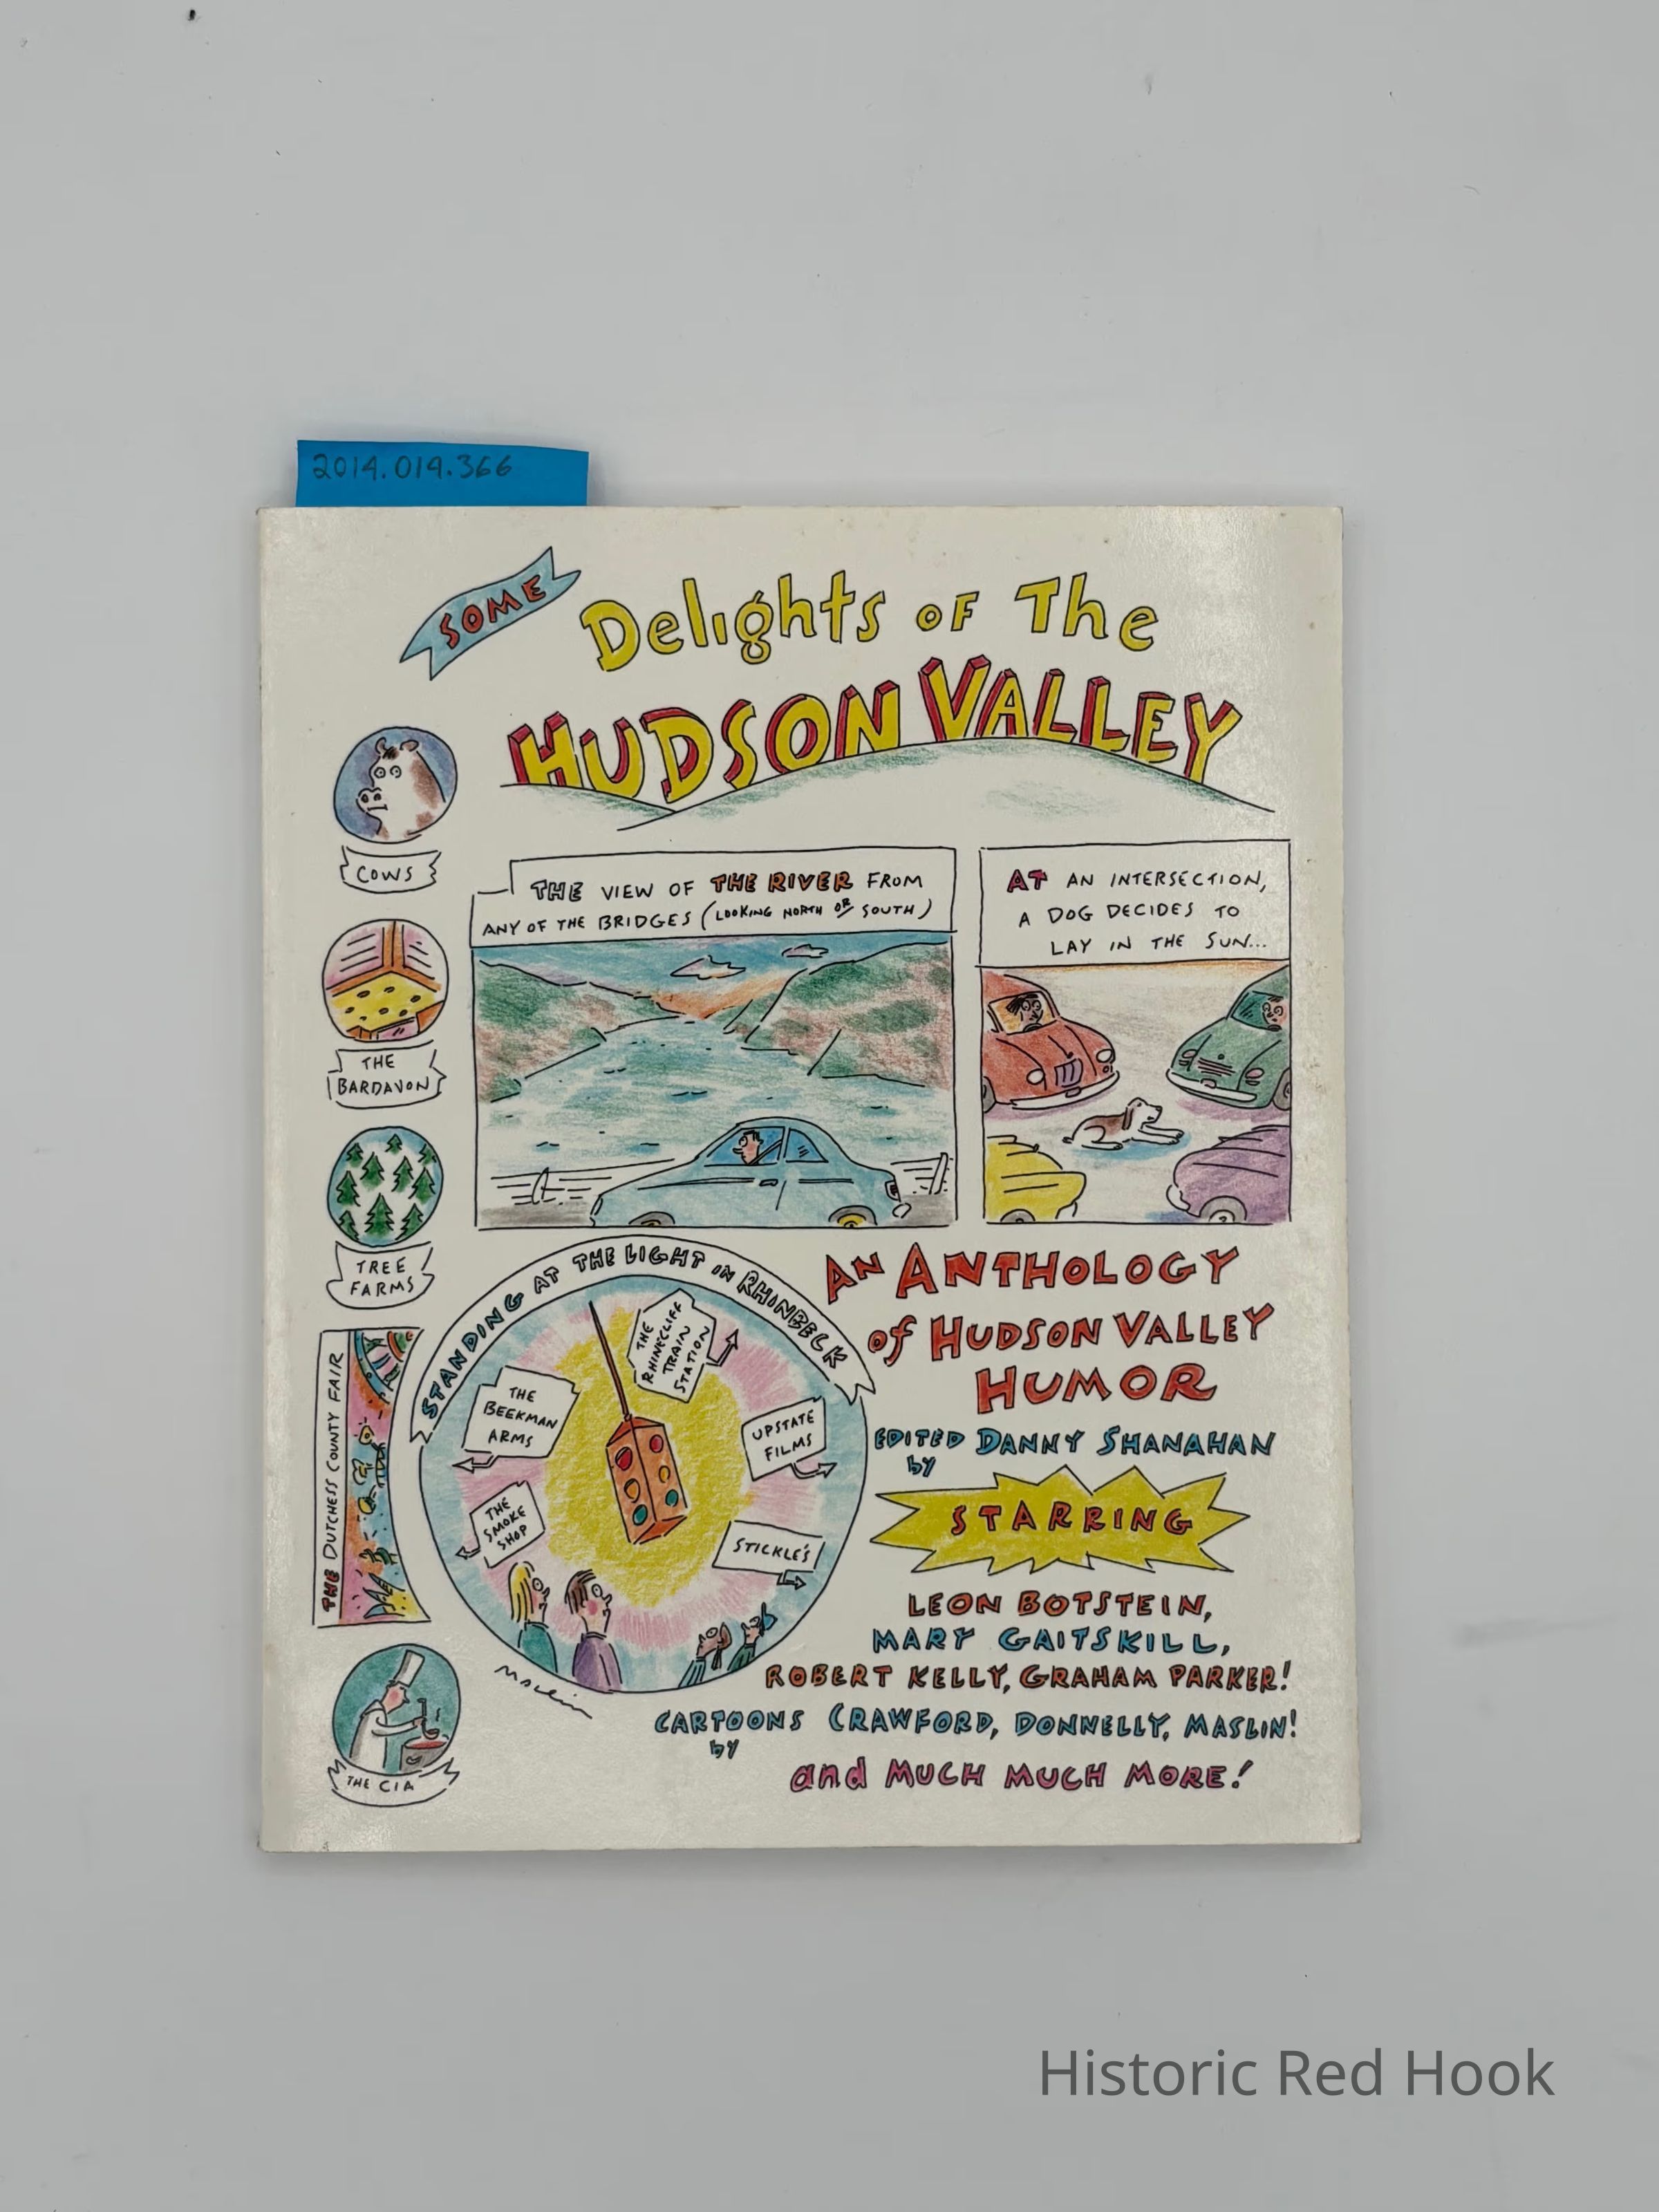 2014.019.366
SOME
Delights of The
HUDSON VALLEY
COWS
THE VIEW OF THE RIVER FROM
ANY OF THE BRIDGES (LOOKING NORTH OR SOUTH)
AT AN INTERSECTION,
A DOG DECIDES TO
LAY IN THE SUN...
THE
BARDAVON
TREE
FARMS
THE DUTCHESS COUNTY FAIR
THE CIA
STANDING AT THE LIGHT IN RHINBECK
THE
BEEKMAN
ARMS
THE
RHINECLIFF
TRAIN
STATION
UPSTATE
FILMS
THE
SMOKE
SHOP
STICKLE'S
Maslin
AN ANTHOLOGY
of HUDSON VALLEY
HUMOR
EDITED DANNY SHANAHAN
by
STARRING
LEON BOTSTEIN,
MARY GAITSKILL,
ROBERT KELLY, GRAHAM PARKER!
CARTOONS CRAWFORD, DONNELLY, MASLIN!
by
and MUCH MUCH MORE!
Historic Red Hook